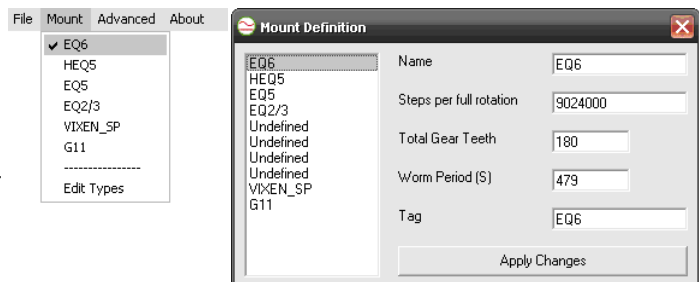 File Mount Advanced About
EQ6
HEQ5
EQ5
EQ2/3
VIXEN_SP
G11
----------------
Edit Types
Mount Definition
EQ6
HEQ5
EQ5
EQ2/3
Undefined
Undefined
Undefined
Undefined
VIXEN_SP
G11
Name EQ6
Steps per full rotation 9024000
Total Gear Teeth 180
Worm Period (S) 479
Tag EQ6
Apply Changes